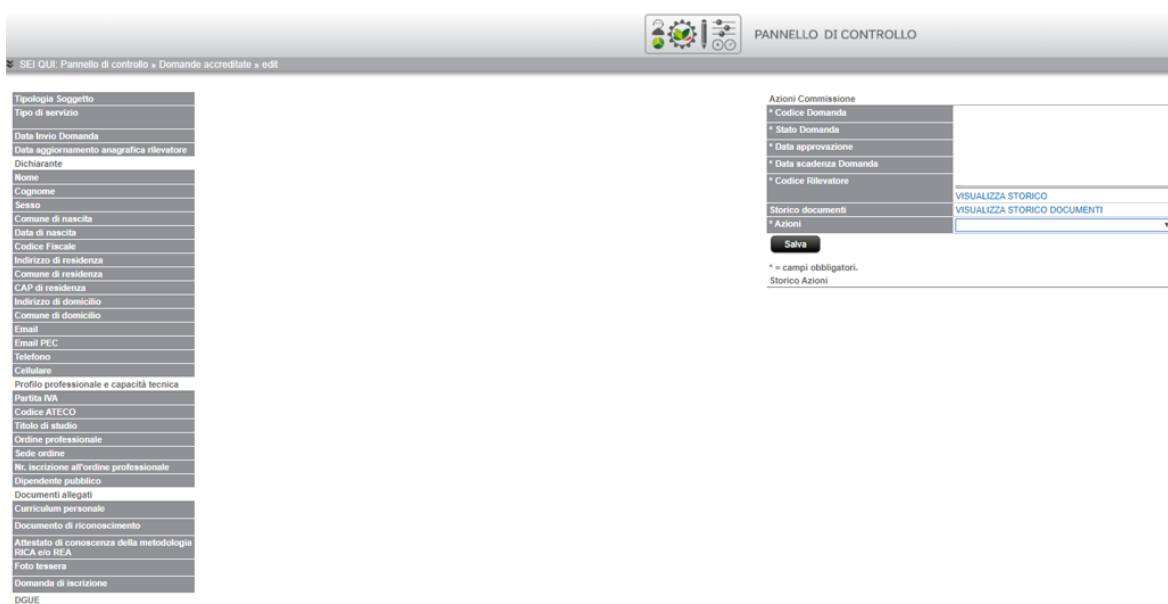 PANNELLO DI CONTROLLO
SEI QUI: Pannello di controllo » Domande accreditate » edit
Tipologia Soggetto
Tipo di servizio
Data Invio Domanda
Data aggiornamento anagrafica rilevatore
Dichiarante
Nome
Cognome
Sesso
Comune di nascita
Data di nascita
Codice Fiscale
Indirizzo di residenza
Comune di residenza
CAP di residenza
Indirizzo di domicilio
Comune di domicilio
Email
Email PEC
Telefono
Cellulare
Profilo professionale e capacità tecnica
Partita IVA
Codice ATECO
Titolo di studio
Ordine professionale
Sede ordine
Nr. iscrizione all'ordine professionale
Dipendente pubblico
Documenti allegati
Curriculum personale
Documento di riconoscimento
Attestato di conoscenza della metodologia
RICA e/o REA
Foto tessera
Domanda di iscrizione
DGUE
Azioni Commissione
* Codice Domanda
* Stato Domanda
* Data approvazione
* Data scadenza Domanda
* Codice Rilevatore
VISUALIZZA STORICO
Storico documenti VISUALIZZA STORICO DOCUMENTI
* Azioni
Salva
* = campi obbligatori.
Storico Azioni